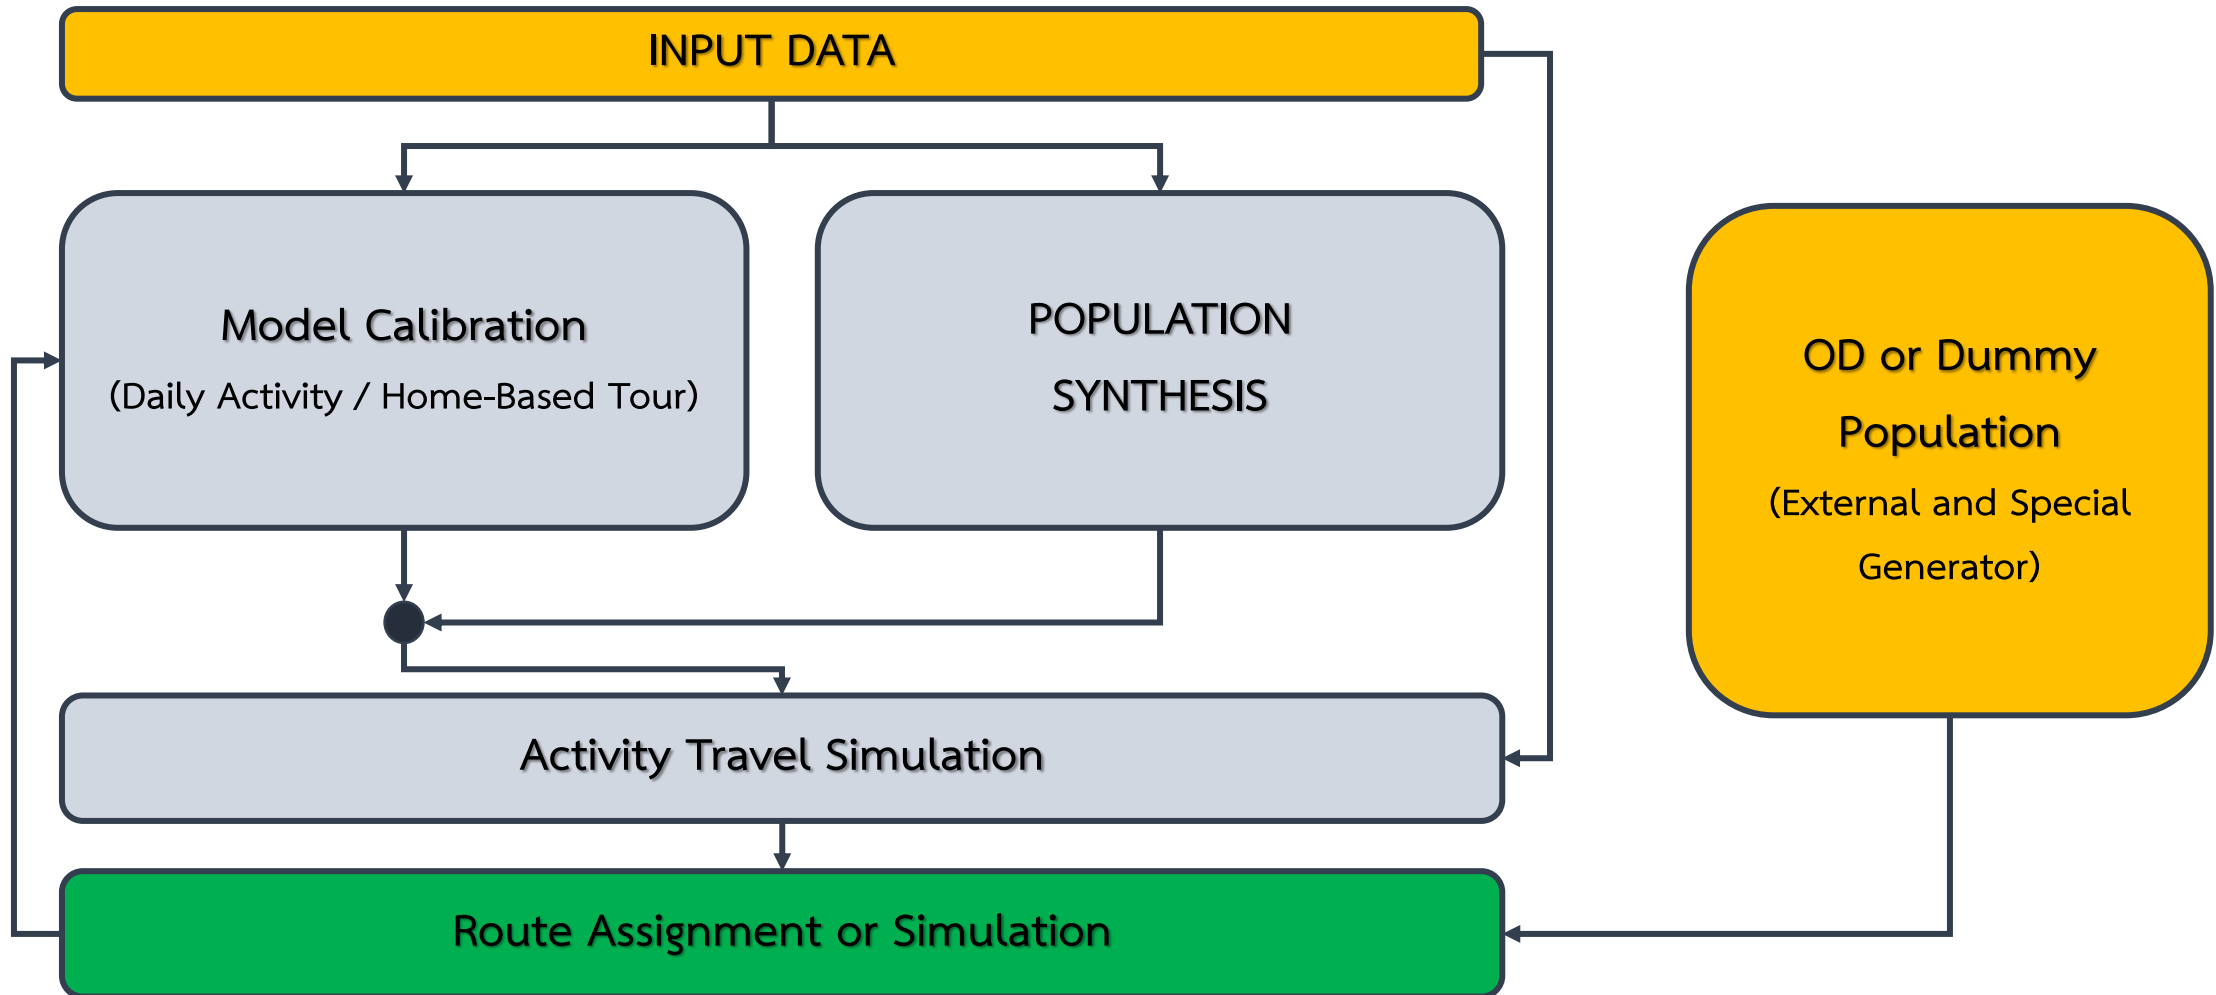 INPUT DATA
Model Calibration
(Daily Activity / Home-Based Tour)
POPULATION
SYNTHESIS
OD or Dummy
Population
(External and Special
Generator)
Activity Travel Simulation
Route Assignment or Simulation